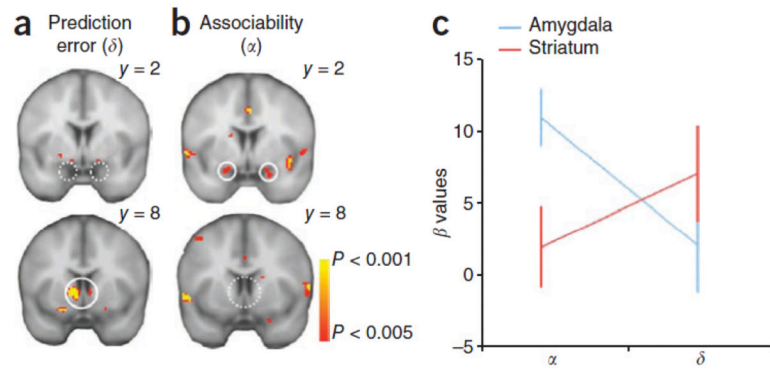 a
Prediction
error (δ)
y = 2
y = 8
b
Associability
(α)
y = 2
y = 8
P < 0.001
P < 0.005
c
Amygdala
Striatum
15
10
5
0
−5
β values
α
δ